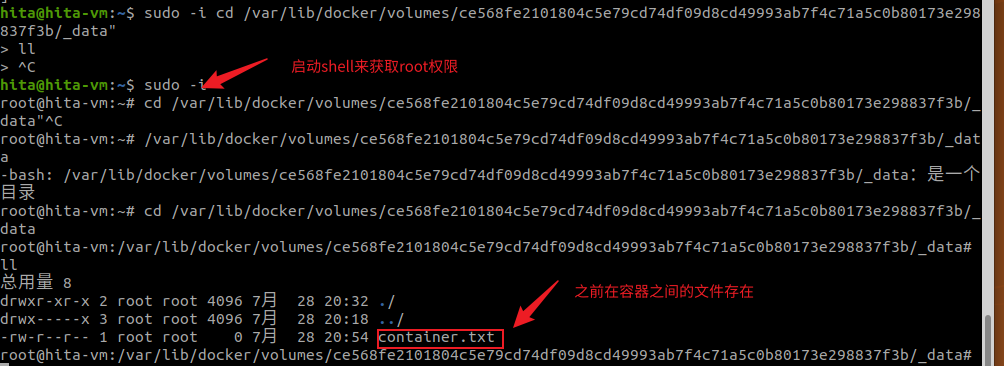 hita@hita-vm:~$ sudo -i cd /var/lib/docker/volumes/ce568fe2101804c5e79cd74df09d8cd49993ab7f4c71a5c0b80173e298
837f3b/_data"
> ll
> ^C
启动shell来获取root权限
hita@hita-vm:~$ sudo -i
root@hita-vm:~# cd /var/lib/docker/volumes/ce568fe2101804c5e79cd74df09d8cd49993ab7f4c71a5c0b80173e298837f3b/_
data"^C
root@hita-vm:~# /var/lib/docker/volumes/ce568fe2101804c5e79cd74df09d8cd49993ab7f4c71a5c0b80173e298837f3b/_dat
a
-bash: /var/lib/docker/volumes/ce568fe2101804c5e79cd74df09d8cd49993ab7f4c71a5c0b80173e298837f3b/_data：是一个
目录
root@hita-vm:~# cd /var/lib/docker/volumes/ce568fe2101804c5e79cd74df09d8cd49993ab7f4c71a5c0b80173e298837f3b/_
data
root@hita-vm:/var/lib/docker/volumes/ce568fe2101804c5e79cd74df09d8cd49993ab7f4c71a5c0b80173e298837f3b/_data#
ll
总用量 8
drwxr-xr-x 2 root root 4096 7月  28 20:32 ./
之前在容器之间的文件存在
drwx-----x 3 root root 4096 7月  28 20:18 ../
-rw-r--r-- 1 root root    0 7月  28 20:54 container.txt
root@hita-vm:/var/lib/docker/volumes/ce568fe2101804c5e79cd74df09d8cd49993ab7f4c71a5c0b80173e298837f3b/_data#